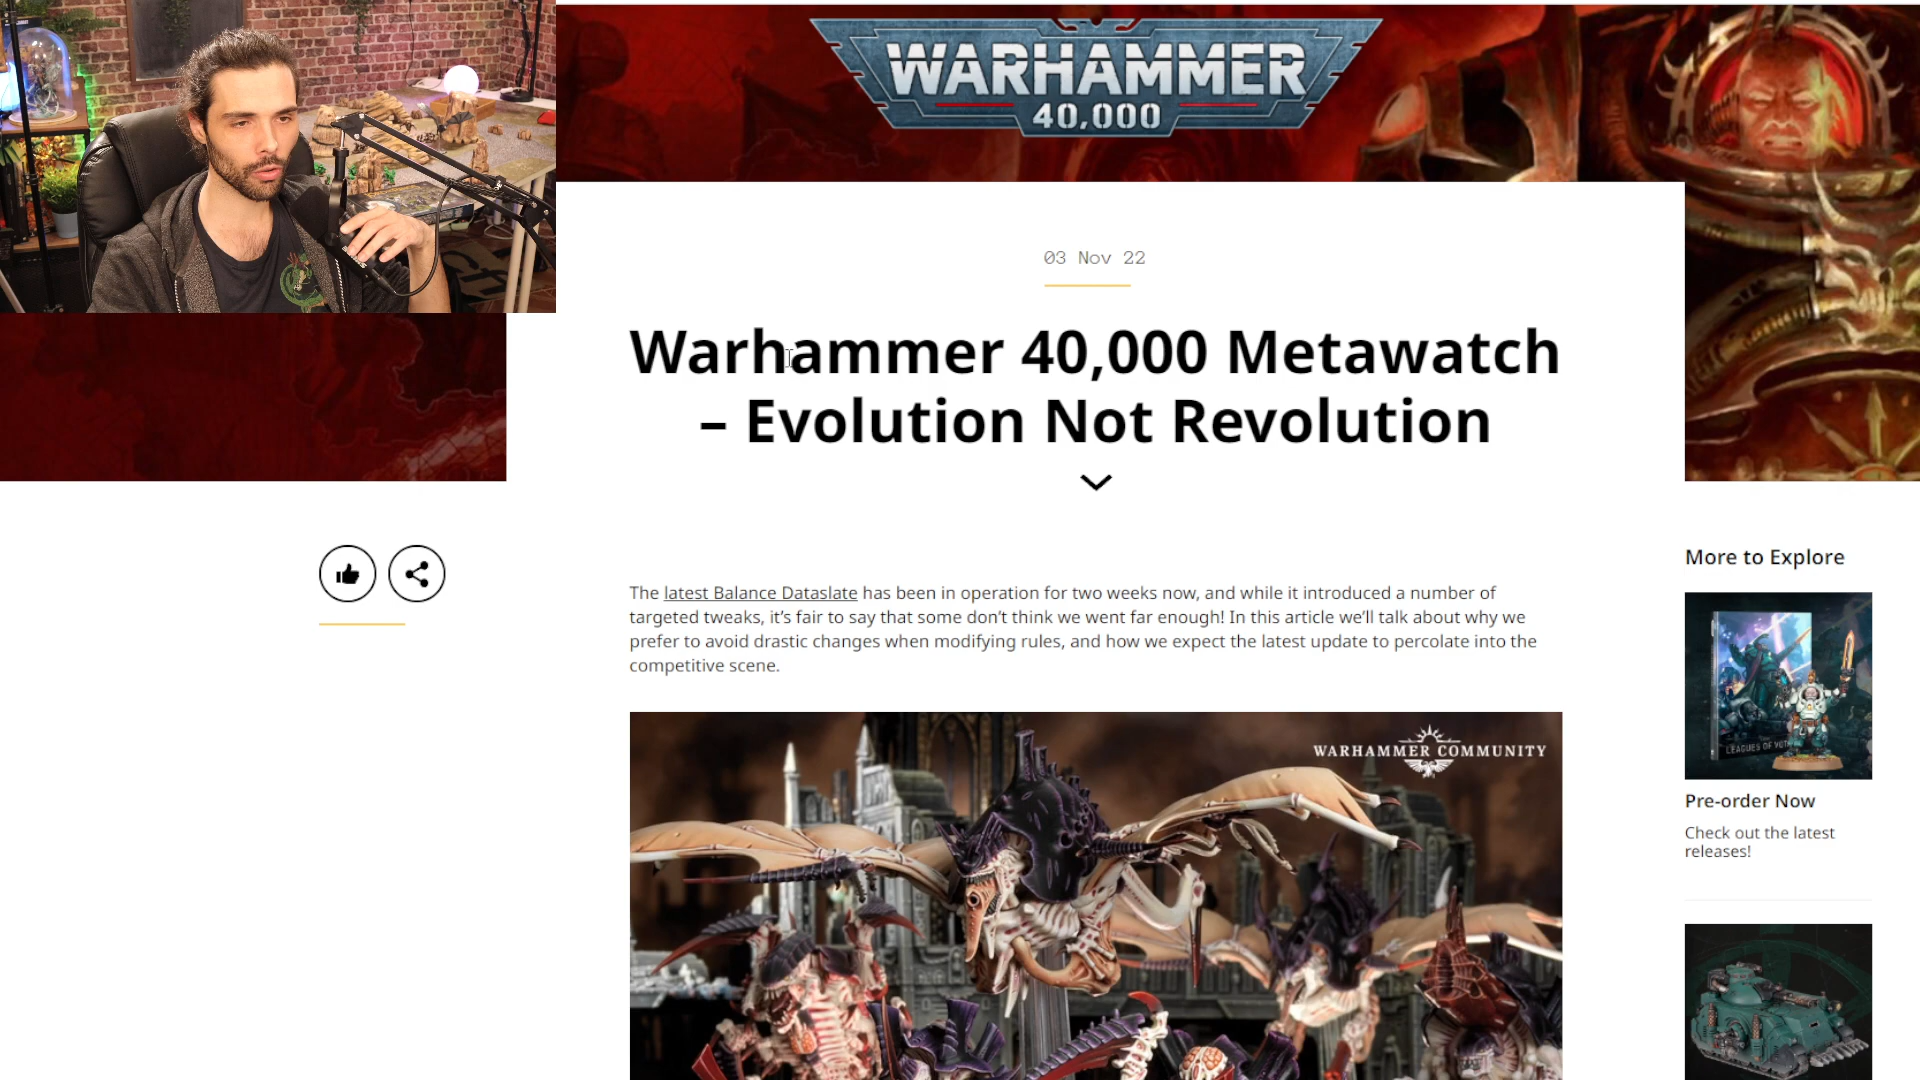 WARHAMMER
40,000
03 Nov 22
Warhammer 40,000 Metawatch
– Evolution Not Revolution
The latest Balance Dataslate has been in operation for two weeks now, and while it introduced a number of
targeted tweaks, it’s fair to say that some don’t think we went far enough! In this article we’ll talk about why we
prefer to avoid drastic changes when modifying rules, and how we expect the latest update to percolate into the
competitive scene.
WARHAMMER COMMUNITY
More to Explore
LEAGUES OF VOTANN
Pre-order Now
Check out the latest
releases!